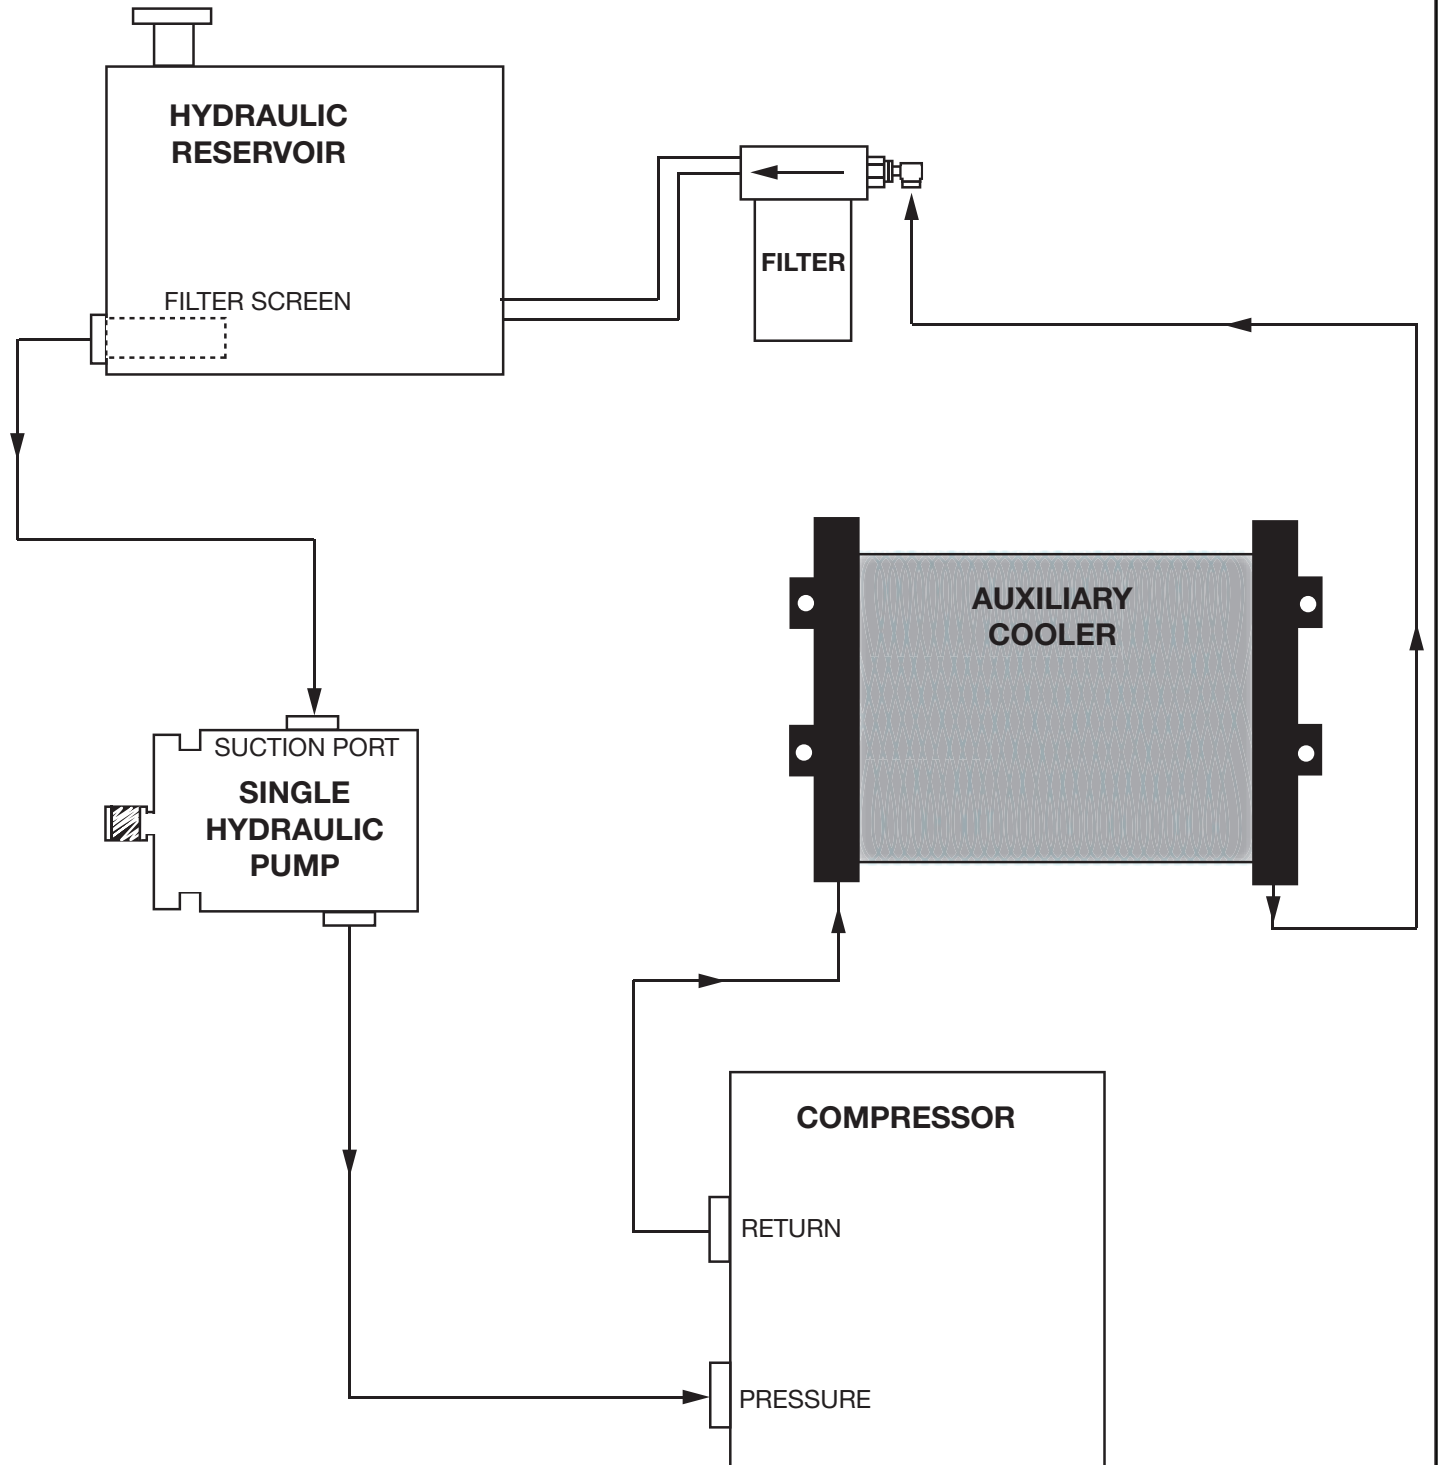 HYDRAULIC
RESERVOIR
FILTER SCREEN
FILTER
AUXILIARY
COOLER
SUCTION PORT
SINGLE
HYDRAULIC
PUMP
COMPRESSOR
RETURN
PRESSURE